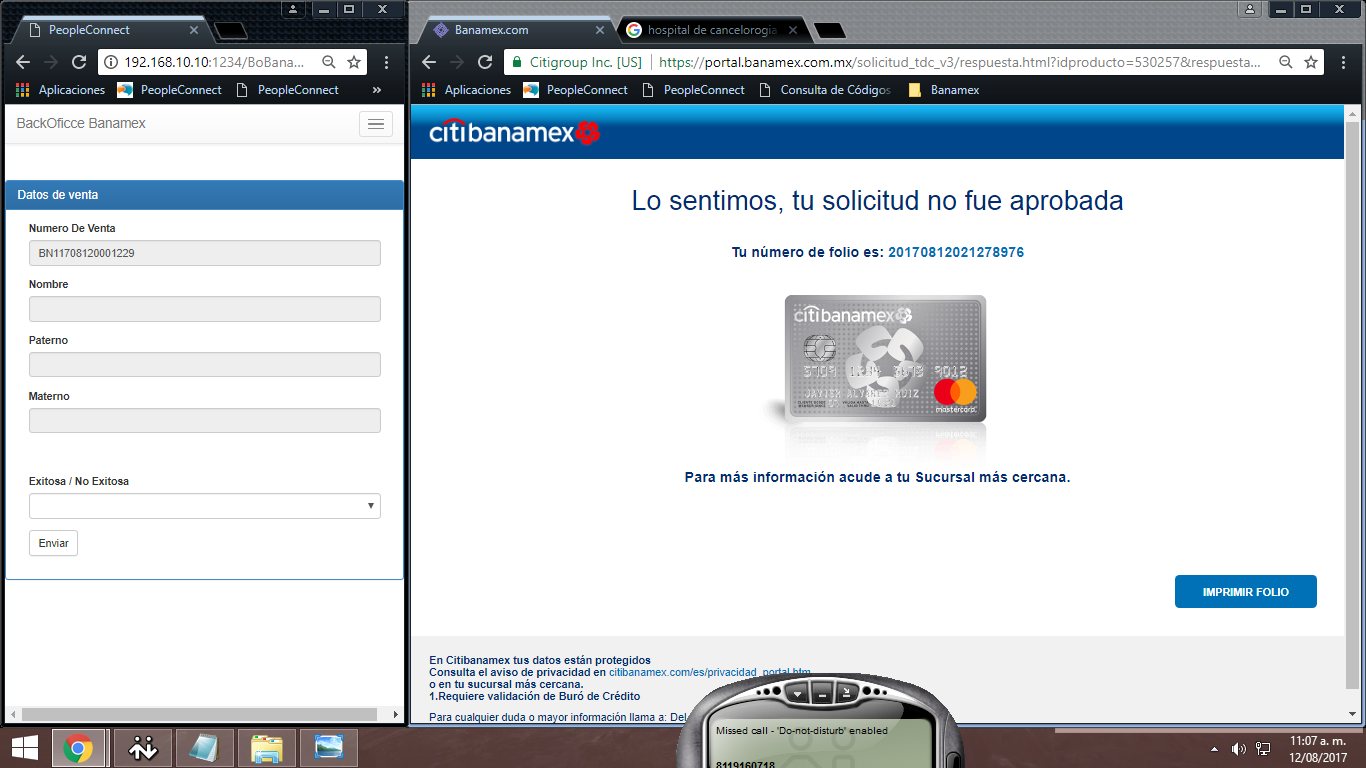 PeopleConnect
192.168.10.10:1234/BoBana...
Aplicaciones PeopleConnect PeopleConnect »
BackOficce Banamex
Datos de venta
Numero De Venta
BN11708120001229
Nombre
Paterno
Materno
Exitosa / No Exitosa
Enviar
Banamex.com hospital de cancelorogia
Citigroup Inc. [US] https://portal.banamex.com.mx/solicitud_tdc_v3/respuesta.html?idproducto=530257&respuesta...
Aplicaciones PeopleConnect PeopleConnect Consulta de Códigos Banamex
citibanamex
Lo sentimos, tu solicitud no fue aprobada
Tu número de folio es: 20170812021278976
citibanamex
JAVIER ALVAREZ RUIZ
mastercard
Para más información acude a tu Sucursal más cercana.
IMPRIMIR FOLIO
En Citibanamex tus datos están protegidos
Consulta el aviso de privacidad en citibanamex.com/es/privacidad_portal.htm
o en tu sucursal más cercana.
1.Requiere validación de Buró de Crédito
Para cualquier duda o mayor información llama a: Del
Missed call - 'Do-not-disturb' enabled
8119160718
11:07 a. m.
12/08/2017